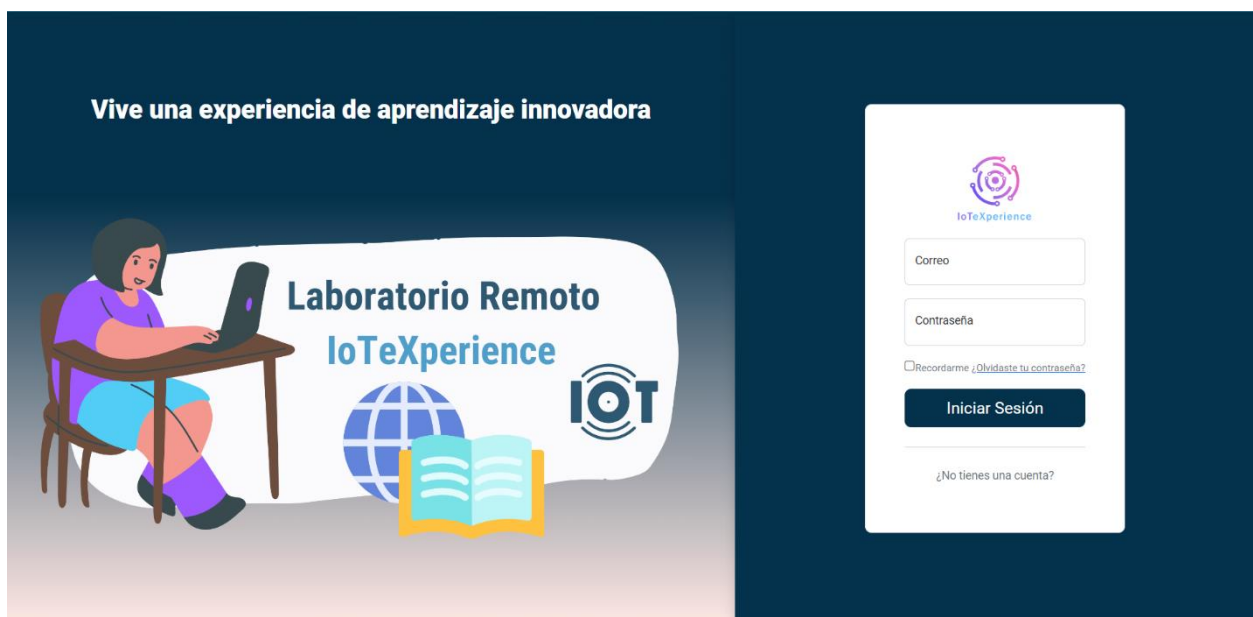 Vive una experiencia de aprendizaje innovadora
Laboratorio Remoto
IoTeXperience
IOT
IoTeXperience
Correo
Contraseña
Recordarme ¿Olvidaste tu contraseña?
Iniciar Sesión
¿No tienes una cuenta?